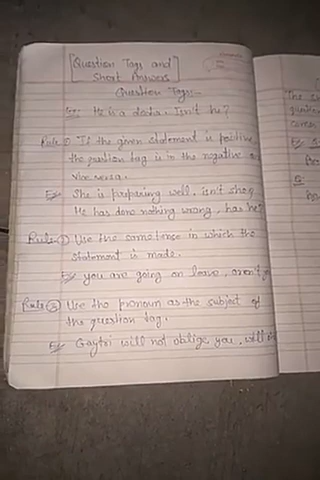 Question Tags and
Short Answers
Question Tags
Ex: He is a doctor. Isn't he?
Rule ① If the given statement is positive
the question tag is in the negative
vice versa.
Ex She is preparing well, isn't she
He has done nothing wrong, has he?
Rule ② Use the same tense in which the
statement is made.
Ex you are going on leave, aren't
Rule ③ Use the pronoun as the subject of
the question tag.
Ex Gaytri will not oblige you, will